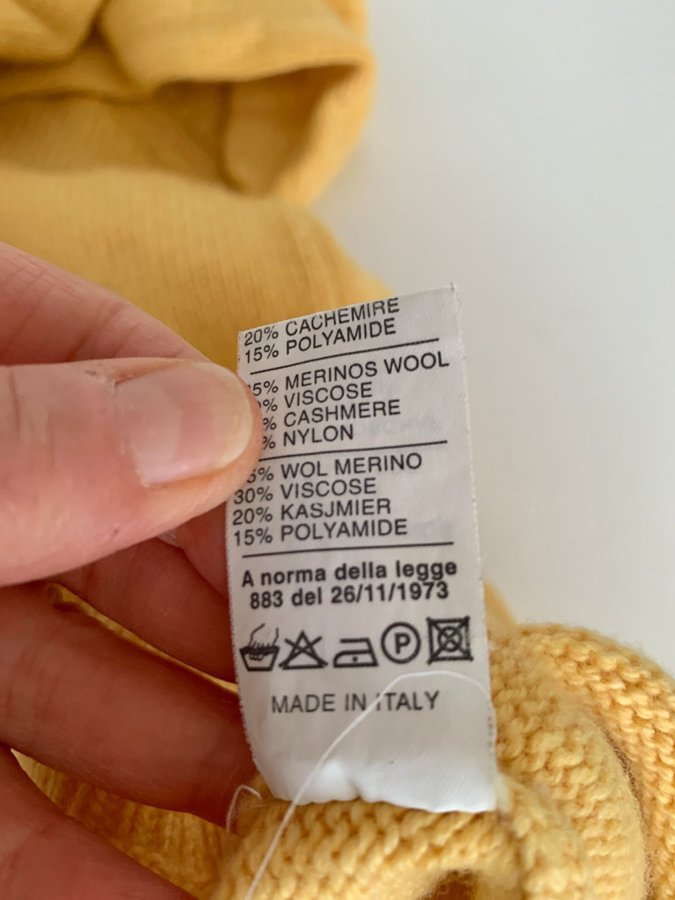 20% CACHEMIRE
15% POLYAMIDE
5% MERINOS WOOL
% VISCOSE
% CASHMERE
% NYLON
5% WOL MERINO
30% VISCOSE
20% KASJMIER
15% POLYAMIDE
A norma della legge
883 del 26/11/1973
P
MADE IN ITALY